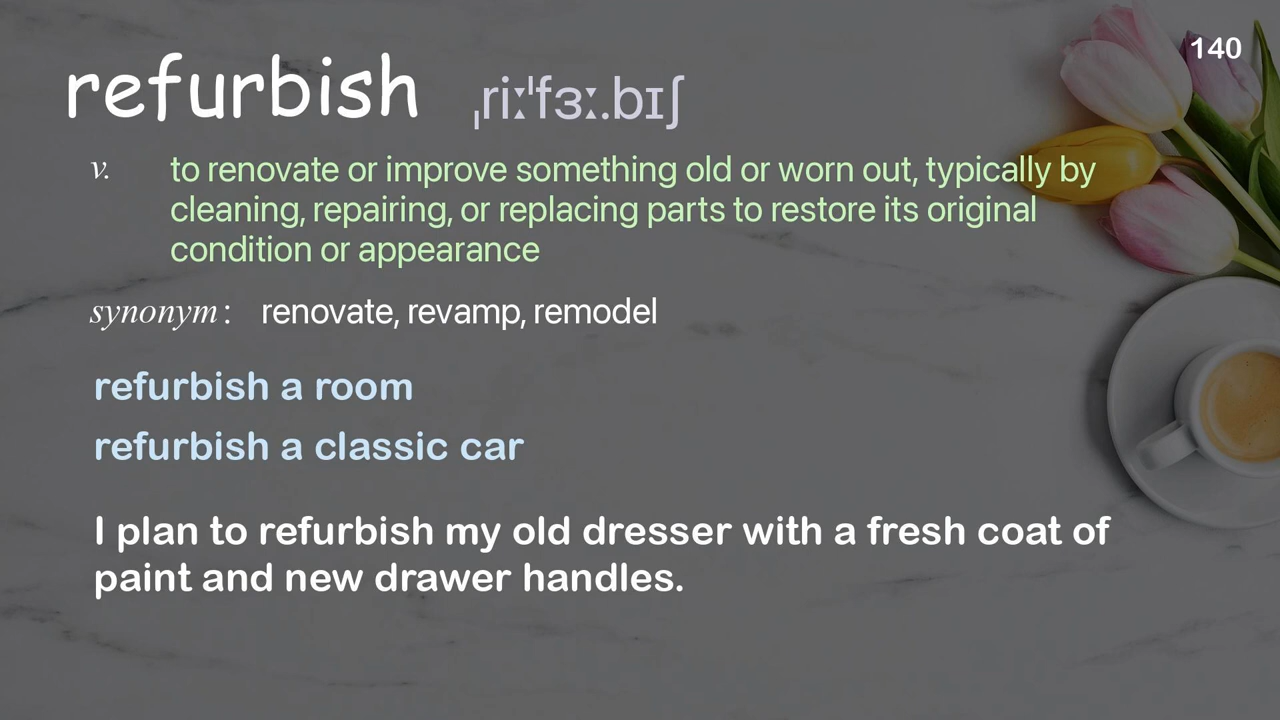 140
refurbish ˌriːˈfɜː.bɪʃ
v. to renovate or improve something old or worn out, typically by
cleaning, repairing, or replacing parts to restore its original
condition or appearance
synonym: renovate, revamp, remodel
refurbish a room
refurbish a classic car
I plan to refurbish my old dresser with a fresh coat of
paint and new drawer handles.